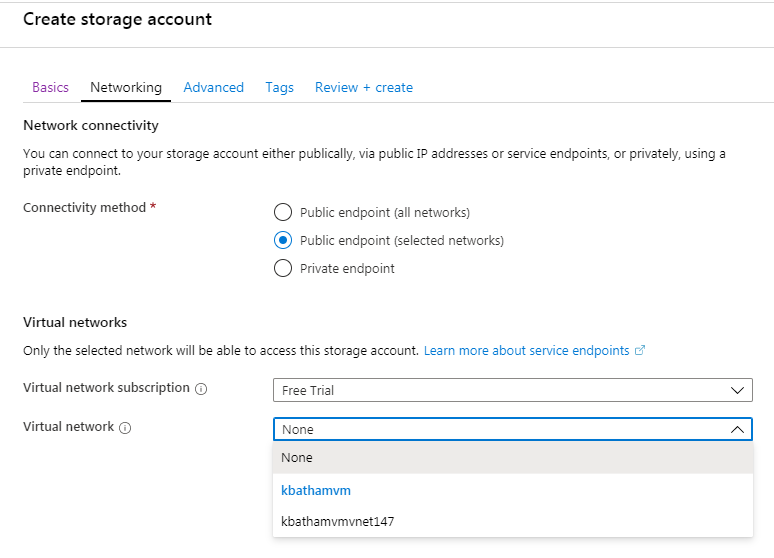 Create storage account
Basics Networking Advanced Tags Review + create
Network connectivity
You can connect to your storage account either publically, via public IP addresses or service endpoints, or privately, using a
private endpoint.
Connectivity method *
Public endpoint (all networks)
Public endpoint (selected networks)
Private endpoint
Virtual networks
Only the selected network will be able to access this storage account. Learn more about service endpoints
Virtual network subscription Free Trial
Virtual network None
None
kbathamvm
kbathamvmvnet147